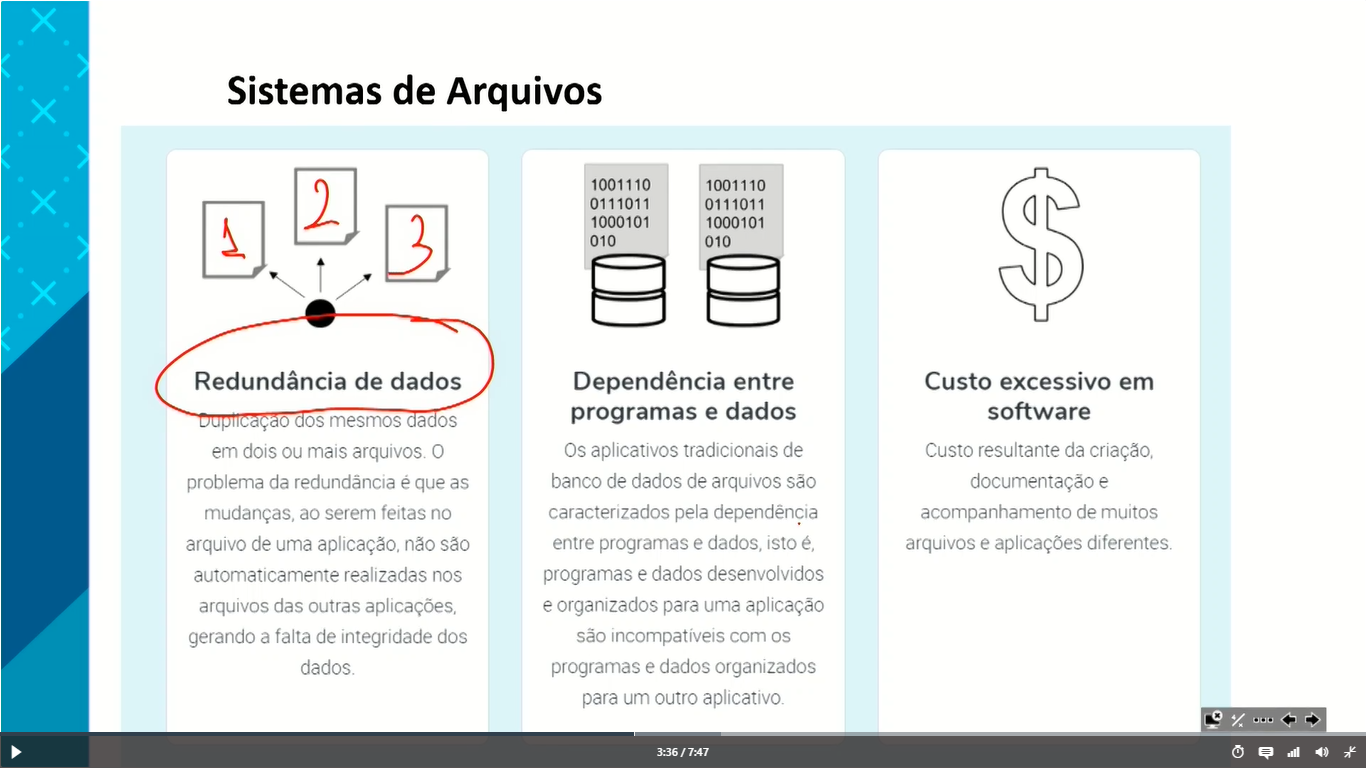 Sistemas de Arquivos
1
2
3
Redundância de dados
Duplicação dos mesmos dados
em dois ou mais arquivos. O
problema da redundância é que as
mudanças, ao serem feitas no
arquivo de uma aplicação, não são
automaticamente realizadas nos
arquivos das outras aplicações,
gerando a falta de integridade dos
dados.
1001110
0111011
1000101
010
1001110
0111011
1000101
010
Dependência entre
programas e dados
Os aplicativos tradicionais de
banco de dados de arquivos são
caracterizados pela dependência
entre programas e dados, isto é,
programas e dados desenvolvidos
e organizados para uma aplicação
são incompatíveis com os
programas e dados organizados
para um outro aplicativo.
$
Custo excessivo em
software
Custo resultante da criação,
documentação e
acompanhamento de muitos
arquivos e aplicações diferentes.
3:36 / 7:47